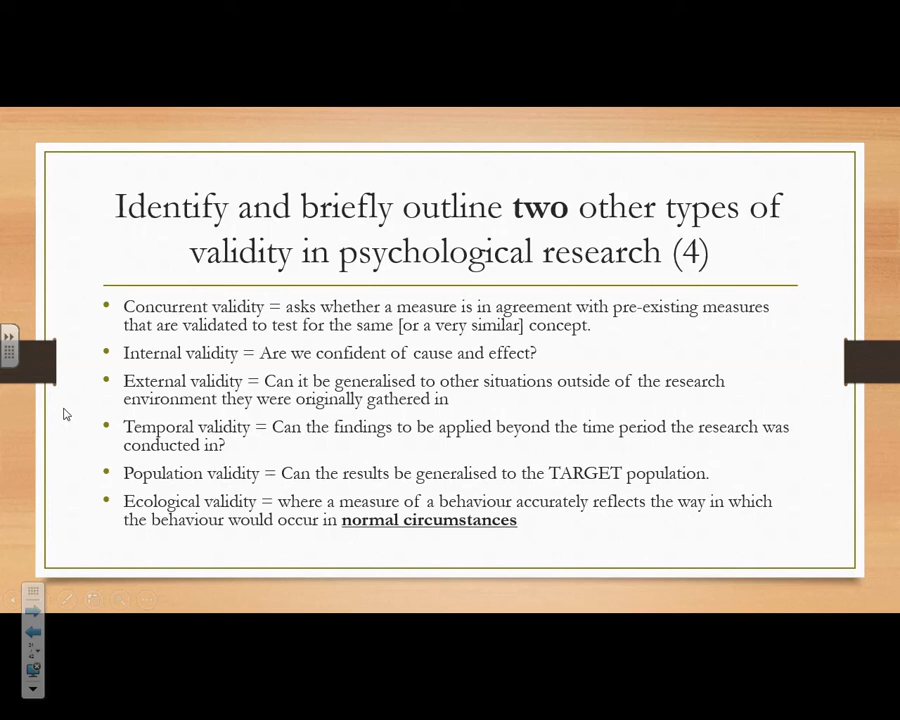 Identify and briefly outline two other types of
validity in psychological research (4)
• Concurrent validity = asks whether a measure is in agreement with pre-existing measures
that are validated to test for the same [or a very similar] concept.
• Internal validity = Are we confident of cause and effect?
• External validity = Can it be generalised to other situations outside of the research
environment they were originally gathered in
• Temporal validity = Can the findings to be applied beyond the time period the research was
conducted in?
• Population validity = Can the results be generalised to the TARGET population.
• Ecological validity = where a measure of a behaviour accurately reflects the way in which
the behaviour would occur in normal circumstances